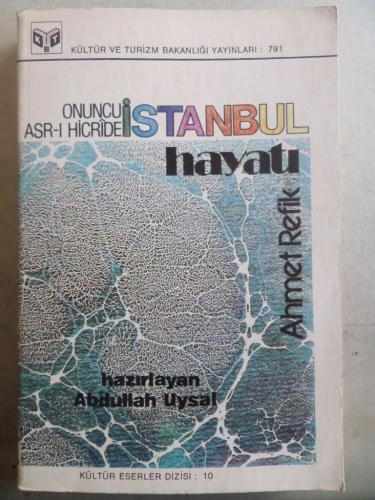 KÜLTÜR VE TURİZM BAKANLIĞI YAYINLARI : 791
ONUNCU
ASR-I HİCRÎDE İSTANBUL
hayatı
Ahmet Refik
hazırlayan
Abdullah Uysal
KÜLTÜR ESERLER DİZİSİ : 10